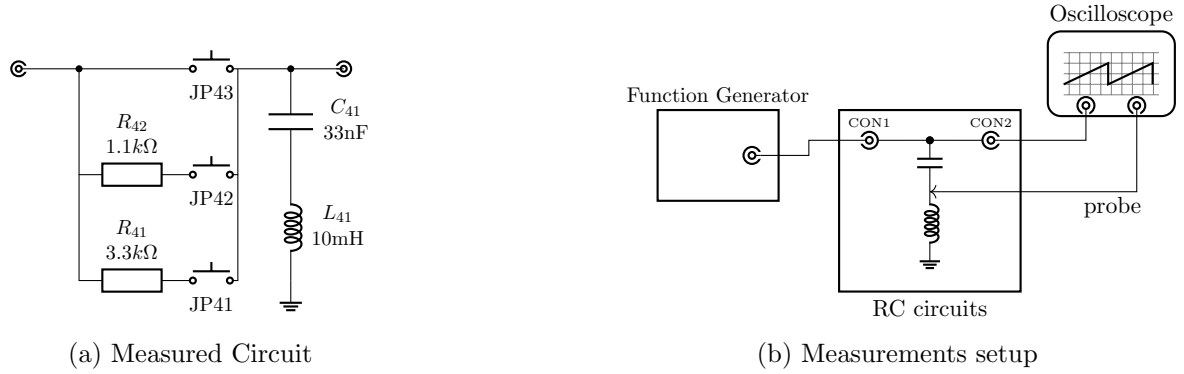 JP43
C41
33nF
R42
1.1kΩ
JP42
L41
10mH
R41
3.3kΩ
JP41
(a) Measured Circuit
Oscilloscope
Function Generator
CON1
CON2
probe
RC circuits
(b) Measurements setup